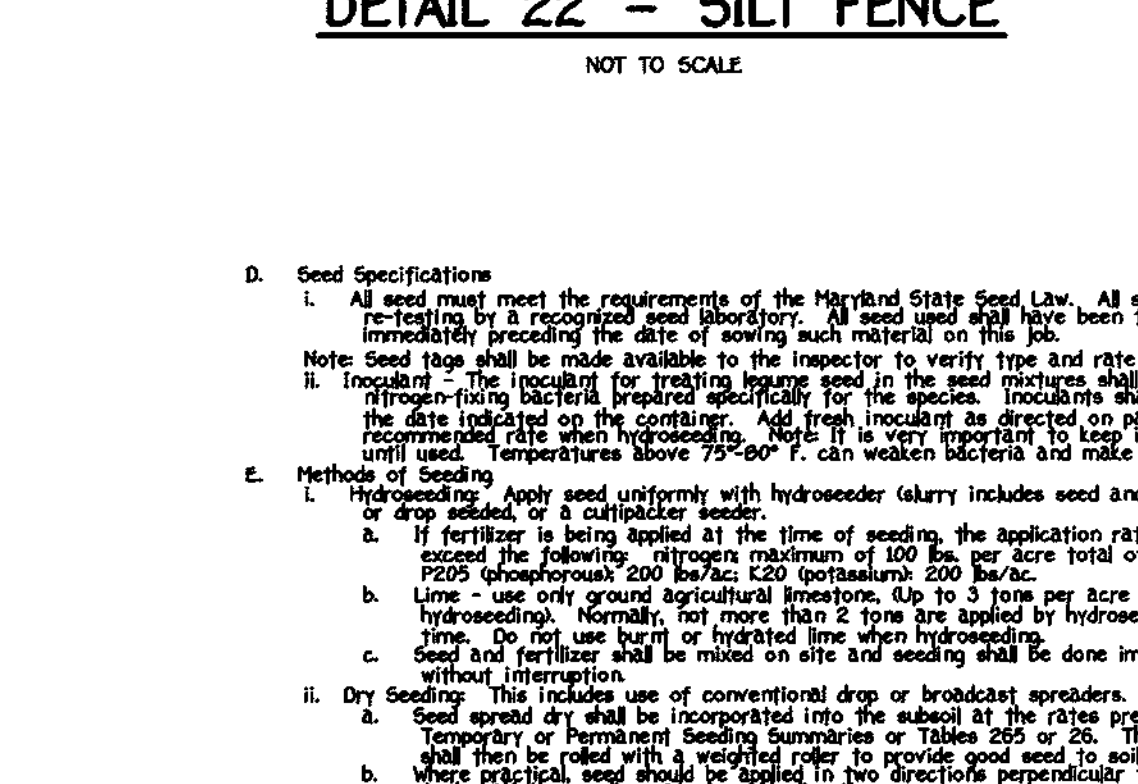 DETAIL 22 - SILT FENCE
NOT TO SCALE
D. Seed Specifications
i. All seed must meet the requirements of the Maryland State Seed Law. All
re-testing by a recognized seed laboratory. All seed used shall have been
immediately preceding the date of sowing such material on this job.
Note: Seed tags shall be made available to the inspector to verify type and rate
ii. Inoculant - The inoculant for treating legume seed in the seed mixtures shall
nitrogen-fixing bacteria prepared specifically for the species. Inoculants
the date indicated on the container. Add fresh inoculant as directed on
recommended rate when hydroseeding. Note: It is very important to keep
until used. Temperatures above 75°-80° F. can weaken bacteria and make
E. Methods of Seeding
i. Hydroseeding: Apply seed uniformly with hydroseeder (slurry includes seed
or drop seeded, or a cultipacker seeder.
a. If fertilizer is being applied at the time of seeding, the application
exceed the following: nitrogen; maximum of 100 lbs. per acre total
P205 (phosphorous): 200 lbs/ac; K20 (potassium): 200 lbs/ac.
b. Lime - use only ground agricultural limestone, (Up to 3 tons per acre
hydroseeding). Normally, not more than 2 tons are applied by
time. Do not use burnt or hydrated lime when hydroseeding.
c. Seed and fertilizer shall be mixed on site and seeding shall be done
without interruption.
ii. Dry Seeding: This includes use of conventional drop or broadcast spreaders.
a. Seed spread dry shall be incorporated into the subsoil at the rates
Temporary or Permanent Seeding Summaries or Tables 265 or 26.
shall then be rolled with a weighted roller to provide good seed to soil
b. Where practical, seed should be applied in two directions perpendicular